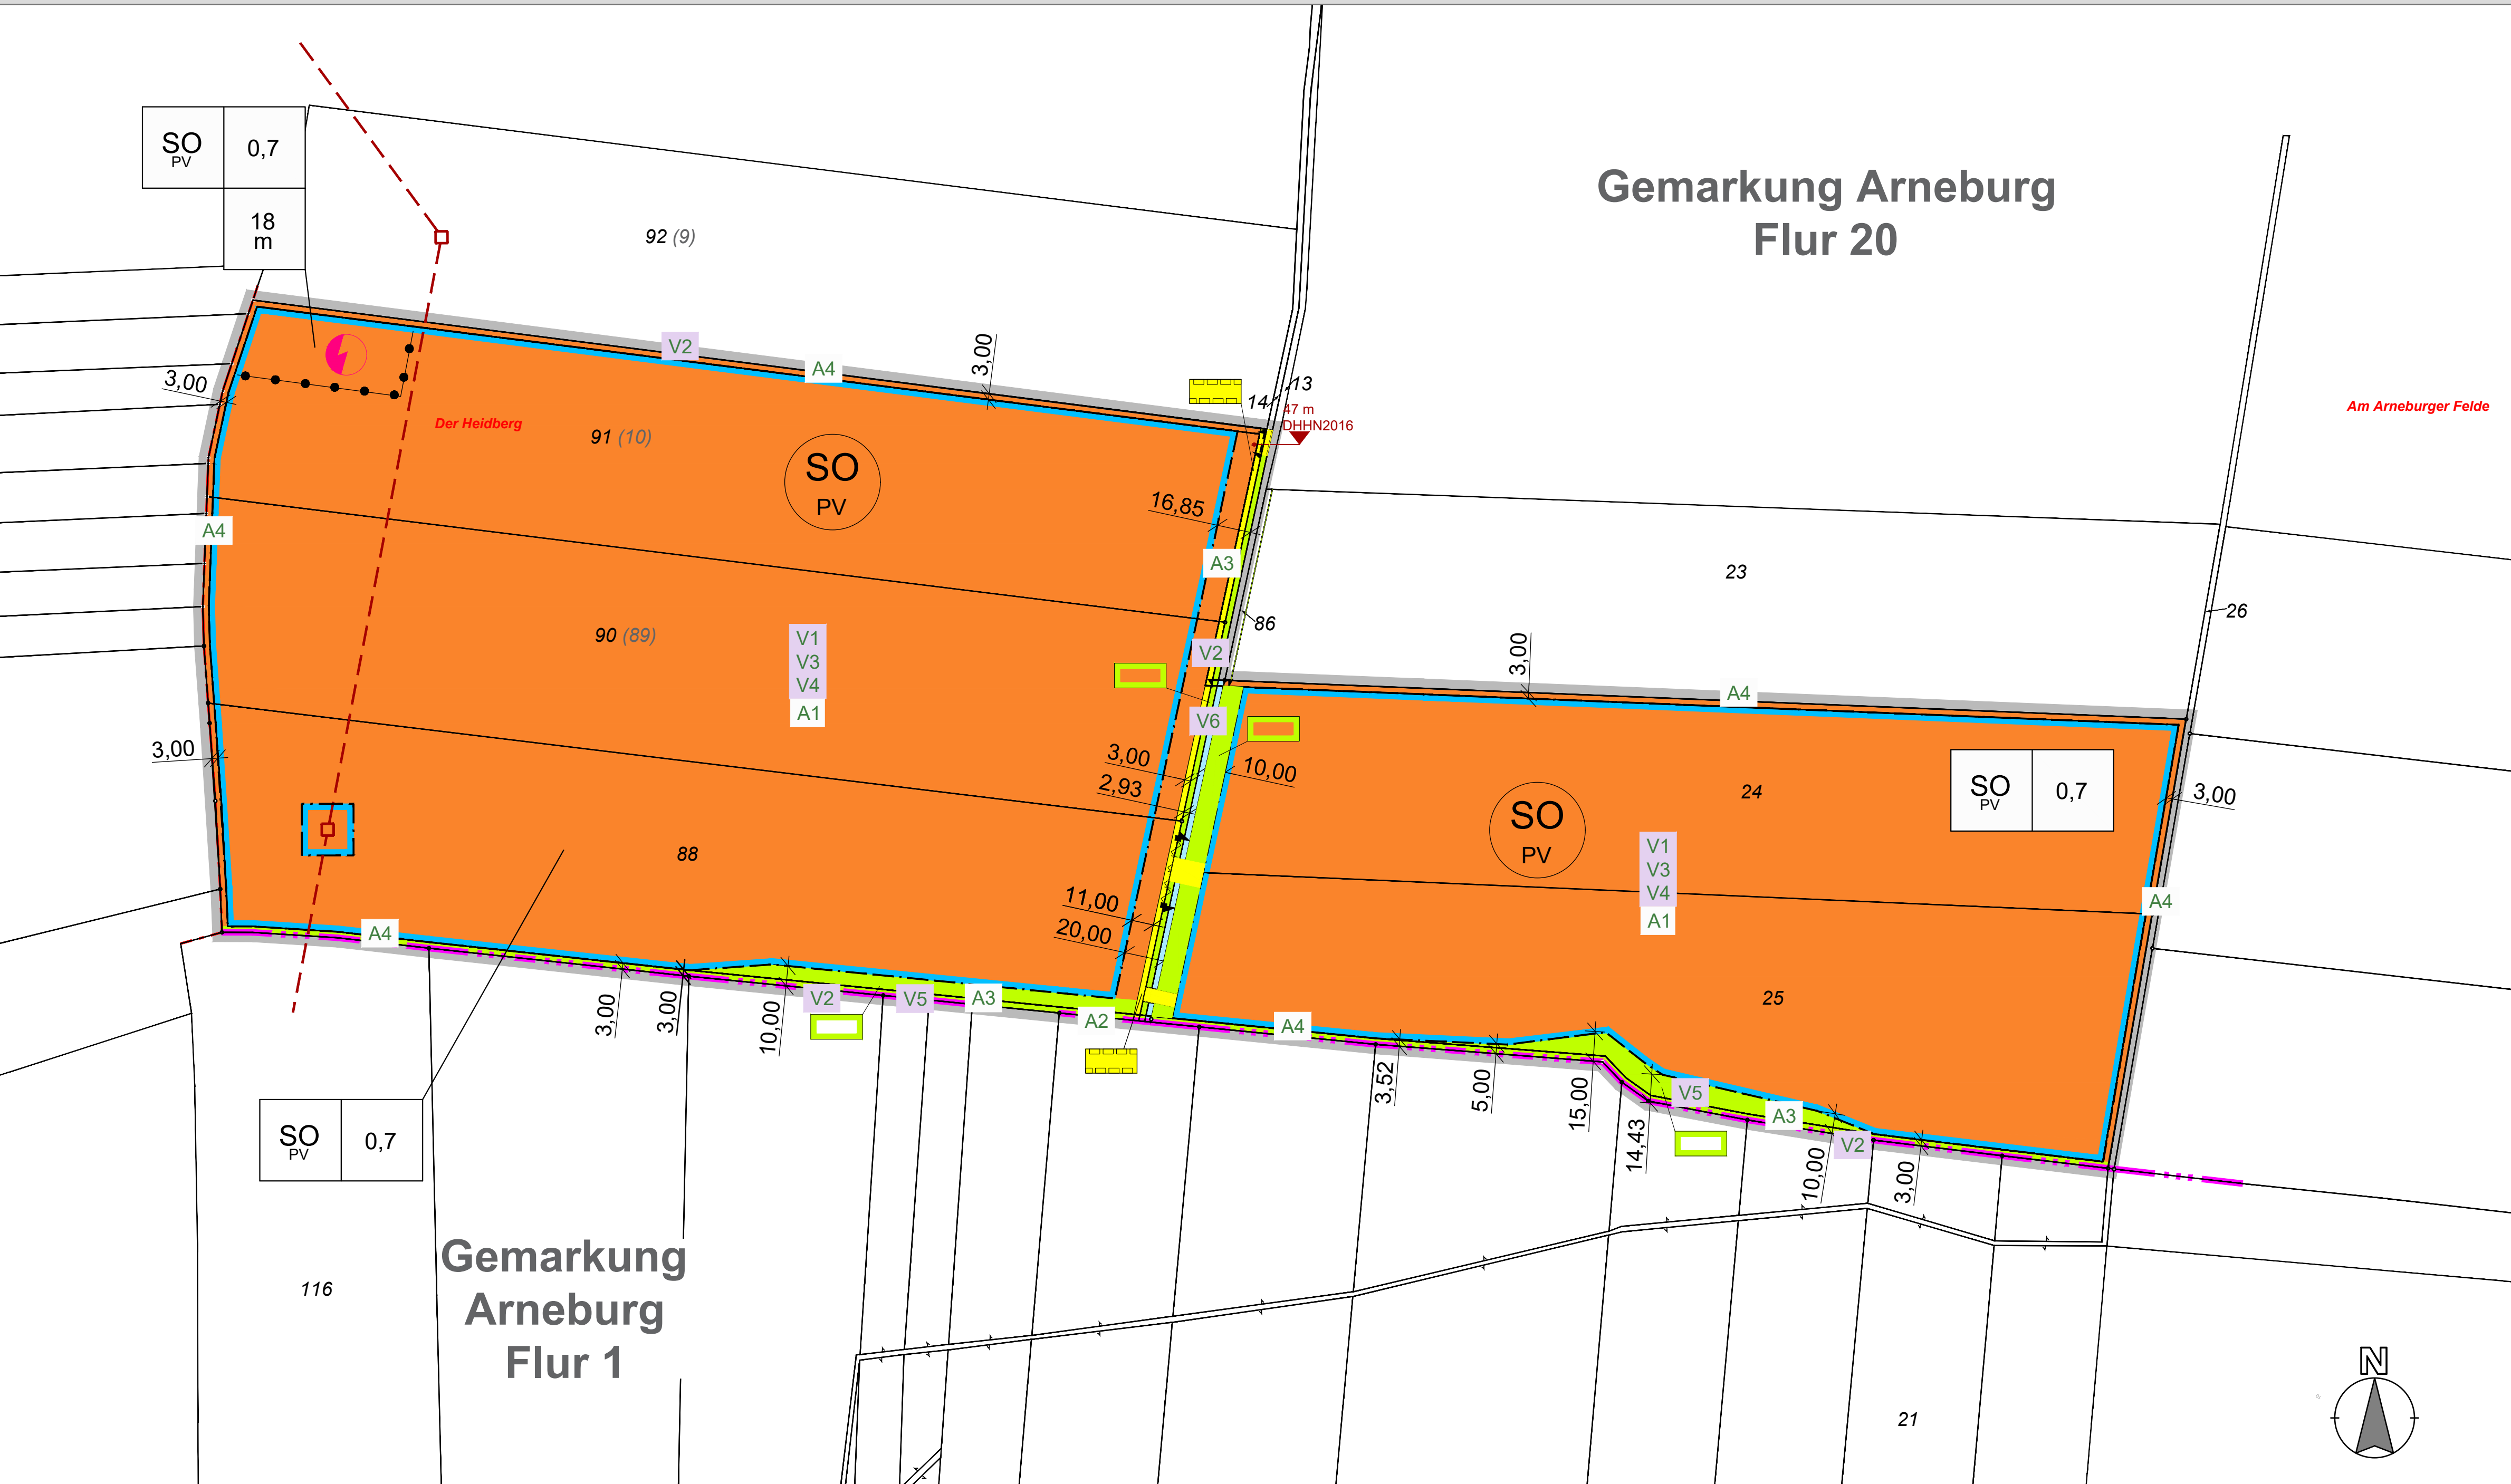 Gemarkung Arneburg
Flur 20
SO
PV
0,7
18
m
92 (9)
V2
A4
3,00
13
14
47 m
DHHN2016
3,00
Der Heidberg
Am Arneburger Felde
91 (10)
SO
PV
16,85
A4
A3
23
86
26
90 (89)
V1
V3
V4
A1
V2
3,00
A4
V6
3,00
3,00
2,93
10,00
24
SO
PV
0,7
3,00
SO
PV
88
V1
V3
V4
A1
11,00
20,00
A4
A4
3,00
3,00
10,00
V2
V5
A3
A2
A4
25
3,52
5,00
15,00
14,43
V5
A3
V2
10,00
3,00
SO
PV
0,7
Gemarkung
Arneburg
Flur 1
116
21
N